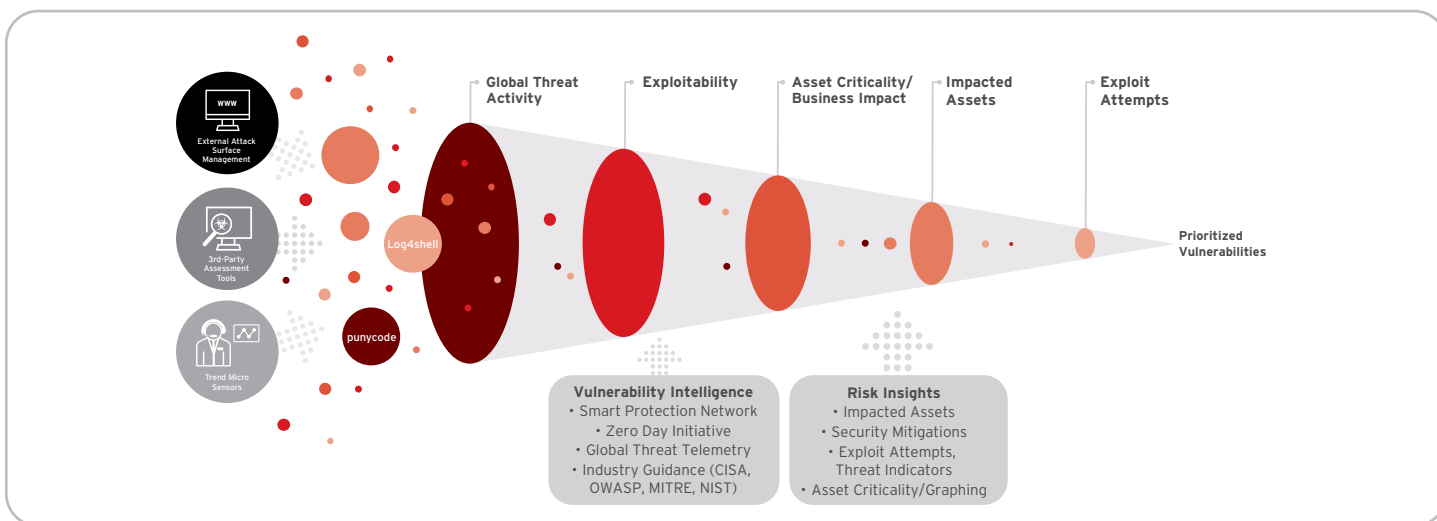 www
External Attack
Surface
Management
3rd-Party
Assessment
Tools
Trend Micro
Sensors
Log4shell
punycode
Global Threat
Activity
Exploitability
Asset Criticality/
Business Impact
Impacted
Assets
Exploit
Attempts
Prioritized
Vulnerabilities
Vulnerability Intelligence
• Smart Protection Network
• Zero Day Initiative
• Global Threat Telemetry
• Industry Guidance (CISA,
OWASP, MITRE, NIST)
Risk Insights
• Impacted Assets
• Security Mitigations
• Exploit Attempts,
Threat Indicators
• Asset Criticality/Graphing